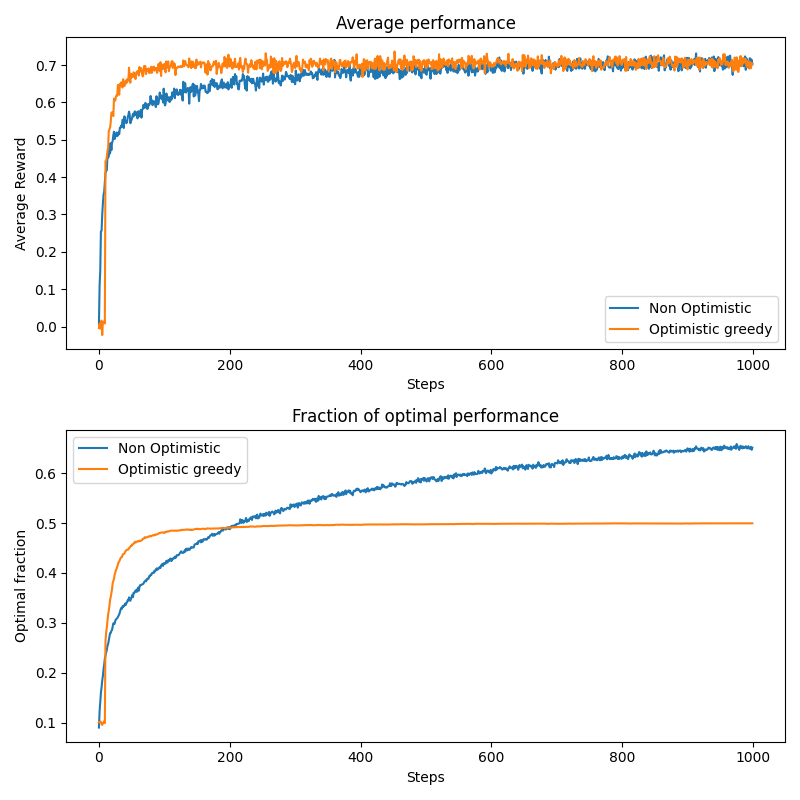 Average performance
Average Reward
0.7
0.6
0.5
0.4
0.3
0.2
0.1
0.0
Non Optimistic
Optimistic greedy
0 200 400 600 800 1000
Steps
Fraction of optimal performance
Optimal fraction
0.6
0.5
0.4
0.3
0.2
0.1
Non Optimistic
Optimistic greedy
0 200 400 600 800 1000
Steps